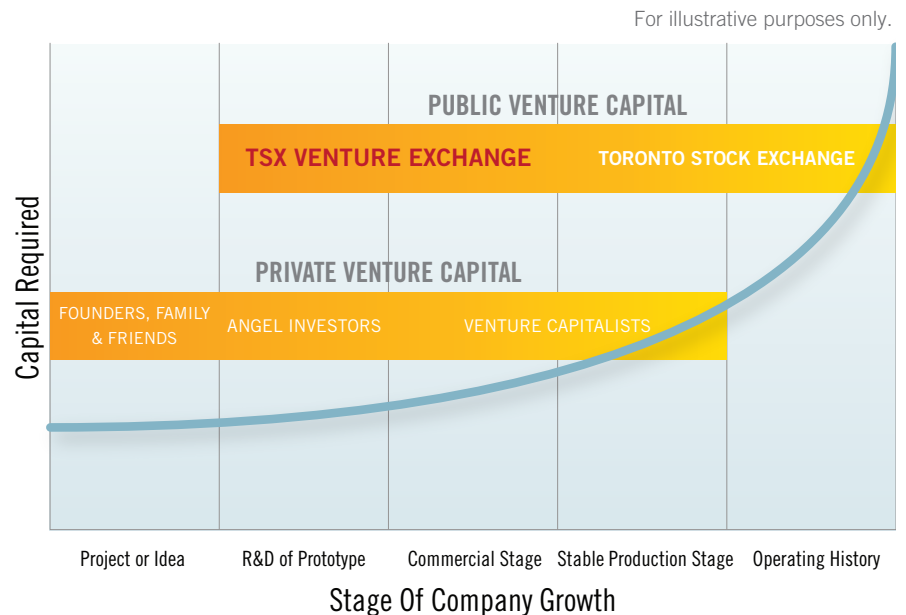 For illustrative purposes only.
PUBLIC VENTURE CAPITAL
TSX VENTURE EXCHANGE
TORONTO STOCK EXCHANGE
Capital Required
PRIVATE VENTURE CAPITAL
FOUNDERS, FAMILY
& FRIENDS
ANGEL INVESTORS
VENTURE CAPITALISTS
Project or Idea
R&D of Prototype
Commercial Stage
Stable Production Stage
Operating History
Stage Of Company Growth